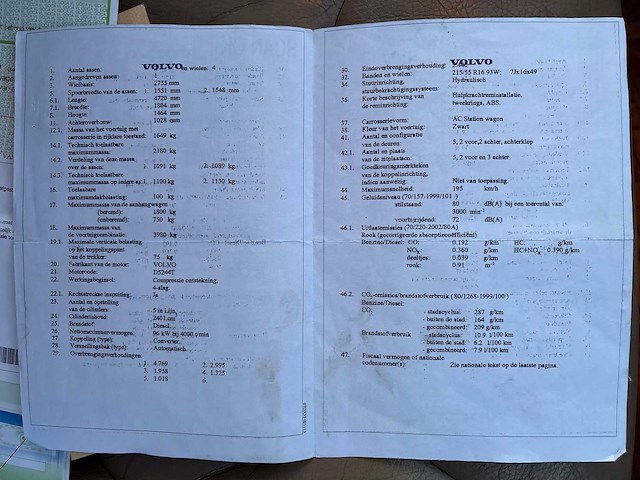 VOLVO
1. Aantal assen: en wielen: 4
2. Aangedreven assen: 1
3. Wielbasis: 2755 mm
5. Spoorbreedte van de assen: 1. 1551 mm 2. 1548 mm
6.1. Lengte: 4720 mm
7.1. Breedte: 1804 mm
8. Hoogte: 1464 mm
11. Achteroverbouw: 1028 mm
12.1. Massa van het voertuig met
carrosserie in rijklare toestand: 1649 kg
14.1. Technisch toelaatbare
maximummassa: 2180 kg
14.2. Verdeling van deze massa
over de assen: 1. 1091 kg 2. 1089 kg
14.3. Technisch toelaatbare
maximummassa op iedere as: 1. 1100 kg 2. 1130 kg
16. Toelaatbare
maximumdakbelasting: 100 kg
17. Maximummassa van de aanhangwagen
(beremd): 1800 kg
(onberemd): 750 kg
18. Maximummassa van
de voertuigcombinatie: 3980 kg
19.1. Maximale verticale belasting
op het koppelingspunt
van de trekker: 75 kg
20. Fabrikant van de motor: VOLVO
21. Motorcode: D5244T
22. Werkingsbeginsel: Compressie ontsteking,
4-slag.
22.1. Rechtstreekse inspuiting: Ja
23. Aantal en opstelling
van de cilinders: 5 in Lijn
24. Cilinderinhoud: 2401 cm
25. Brandstof: Diesel
26. Nettomaximumvermogen: 96 kW bij 4000 t/min
27. Koppeling (type): Converter.
28. Versnellingsbak (type): Automatisch.
29. Overbrengingsverhoudingen:
1. 4.769 2. 2.995
3. 1.958 4. 1.325
5. 1.018 6.
VOLVO
30. Eindoverbrengingsverhouding:
32. Banden en wielen: 215/55 R16 93W; 7Jx16x49
34. Stuurinrichting, Hydraulisch
stuurbekrachtigingssysteem:
35. Korte beschrijving van Hulpkrachtreminstallatie,
de reminrichting: tweekrings, ABS.
37. Carrosserievorm: AC Station wagon
38. Kleur van het voertuig: Zwart
41. Aantal en configuratie
van de deuren: 5, 2 voor,2 achter, achterklep
42.1. Aantal en plaats
van de zitplaatsen: 5, 2 voor en 3 achter.
43.1. Goedkeuringsmerkteken
van de koppelinrichting,
indien aanwezig: Niet van toepassing.
44. Maximumsnelheid: 195 km/h
45. Geluidsniveau (70/157-1999/101 )
stilstaand: 80 dB(A) bij een toerental van:
3000 min-1
voorbijrijdend: 72 dB(A)
46.1. Uitlaatemissies (70/220-2002/80A)
Rook (gecorrigeerde absorptiecoëfficiënt)
Benzine/Diesel: CO: 0.192 g/km HC: g/km
NOx: 0.360 g/km HC+NOx: 0.390 g/km
deeltjes: 0.039 g/km
rook: 0.91 m-1
46.2. CO2-emissies/brandstofverbruik ( 80/1268-1999/100 )
Benzine/Diesel:
CO2 - stadscyclus: 287 g/km
- buiten de stad: 164 g/km
- gecombineerd: 209 g/km
Brandstofverbruik - stadscyclus: 10.9 l/100 km
- buiten de stad: 6.2 l/100 km
- gecombineerd: 7.9 l/100 km
47. Fiscaal vermogen of nationale
codenummer(s): Zie nationale tekst op de laatste pagina.